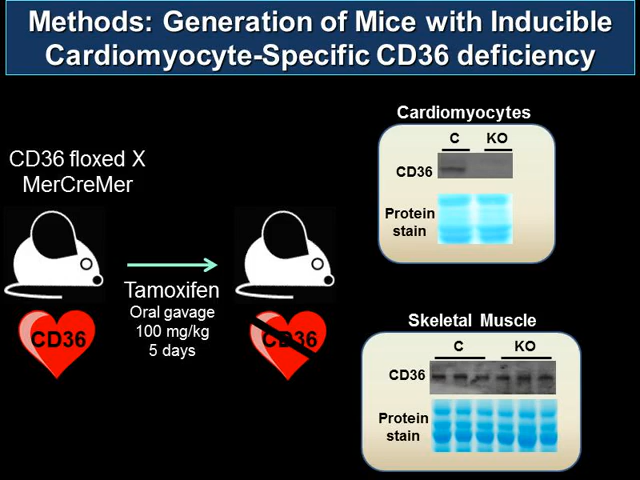 Methods: Generation of Mice with Inducible
Cardiomyocyte-Specific CD36 deficiency
CD36 floxed X
MerCreMer
CD36
Tamoxifen
Oral gavage
100 mg/kg
5 days
CD36
Cardiomyocytes
C KO
CD36
Protein
stain
Skeletal Muscle
C KO
CD36
Protein
stain